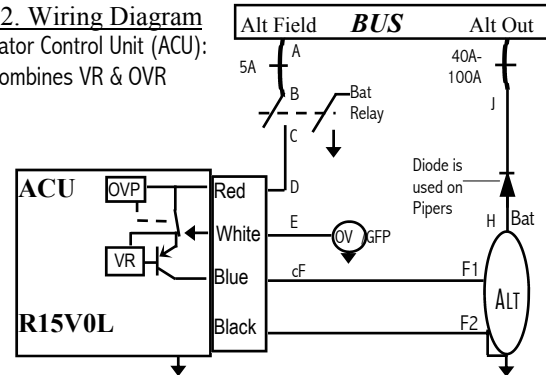 2. Wiring Diagram
ator Control Unit (ACU):
ombines VR & OVR
Alt Field BUS Alt Out
5A
A
40A-
100A
B
Bat
Relay
J
C
Diode is
used on
Pipers
ACU
OVP
Red
D
H Bat
White
E
OV /GFP
VR
Blue
cF
F1
ALT
R15V0L
Black
F2